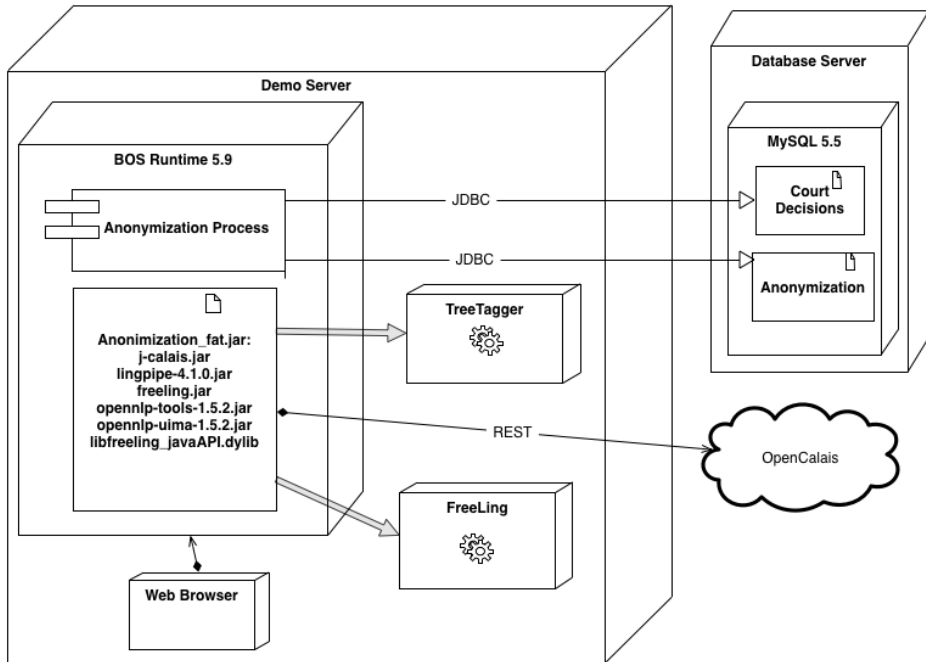 Demo Server
Database Server
BOS Runtime 5.9
MySQL 5.5
Anonymization Process
JDBC
Court
Decisions
JDBC
Anonymization
TreeTagger
Anonimization_fat.jar:
j-calais.jar
lingpipe-4.1.0.jar
freeling.jar
opennlp-tools-1.5.2.jar
opennlp-uima-1.5.2.jar
libfreeling_javaAPI.dylib
REST
OpenCalais
FreeLing
Web Browser